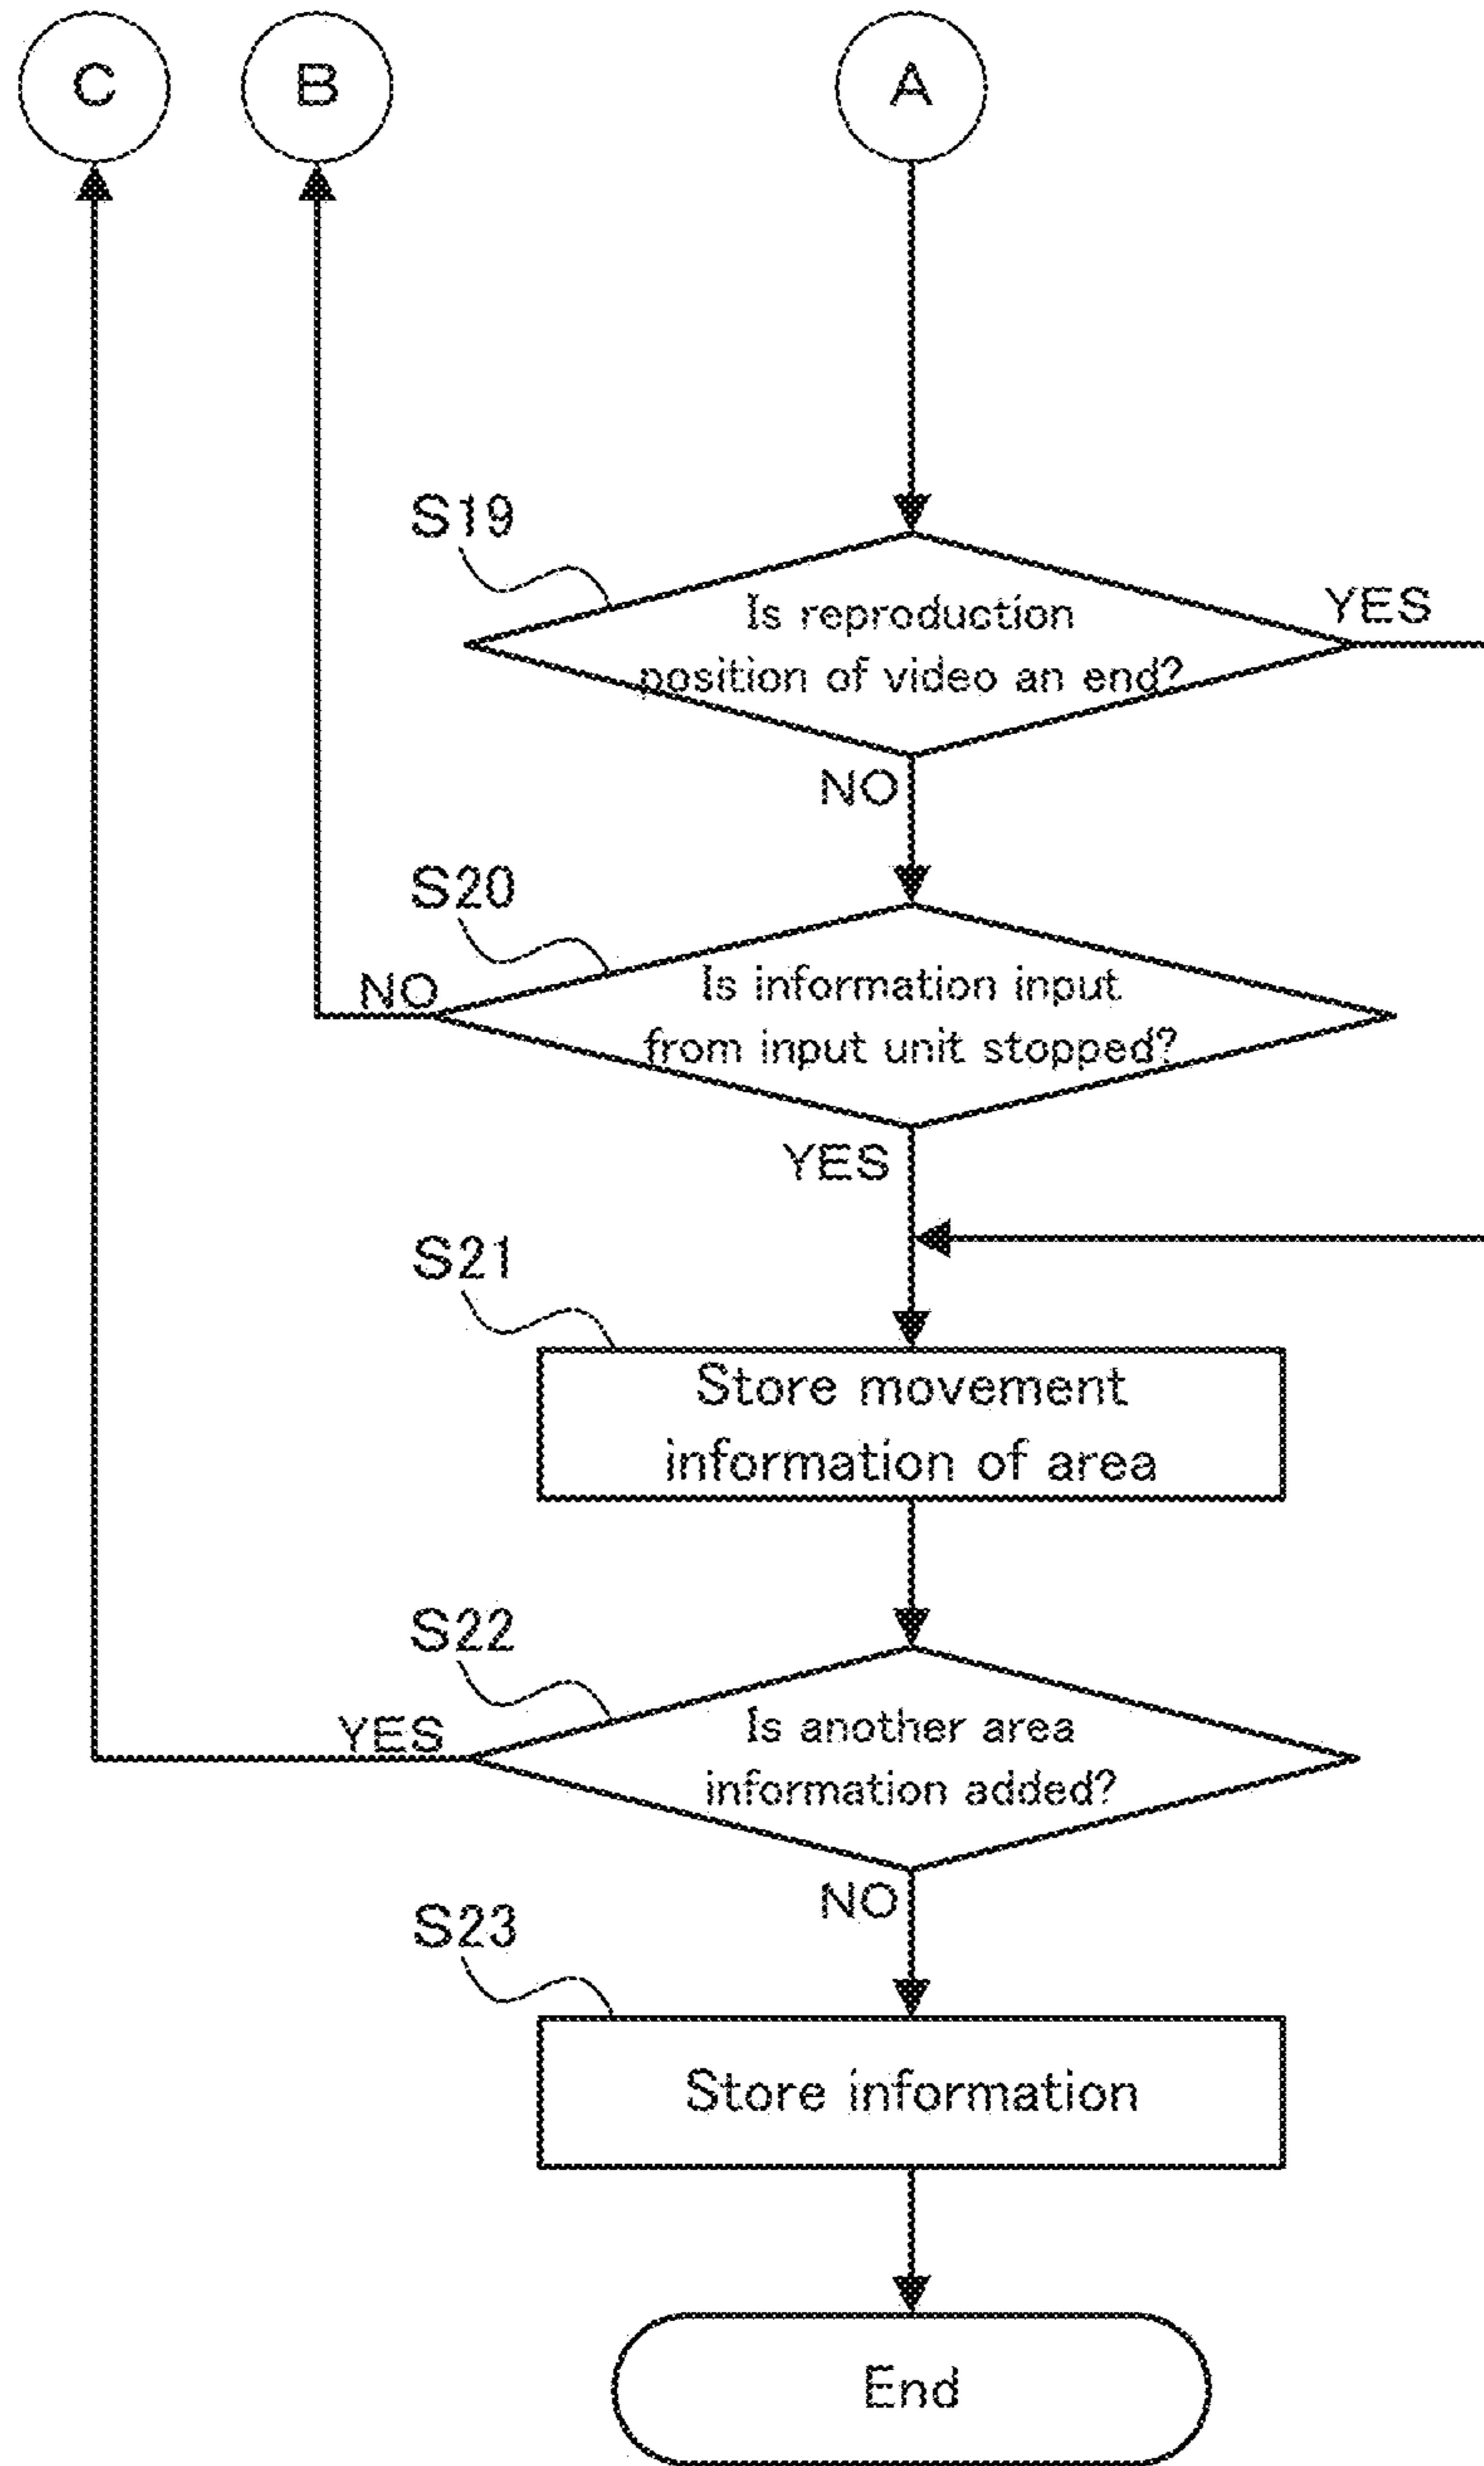 C
B
A
S19
Is reproduction
position of video an end?
YES
NO
S20
Is information input
from input unit stopped?
NO
YES
S21
Store movement
information of area
S22
Is another area
information added?
YES
NO
S23
Store information
End